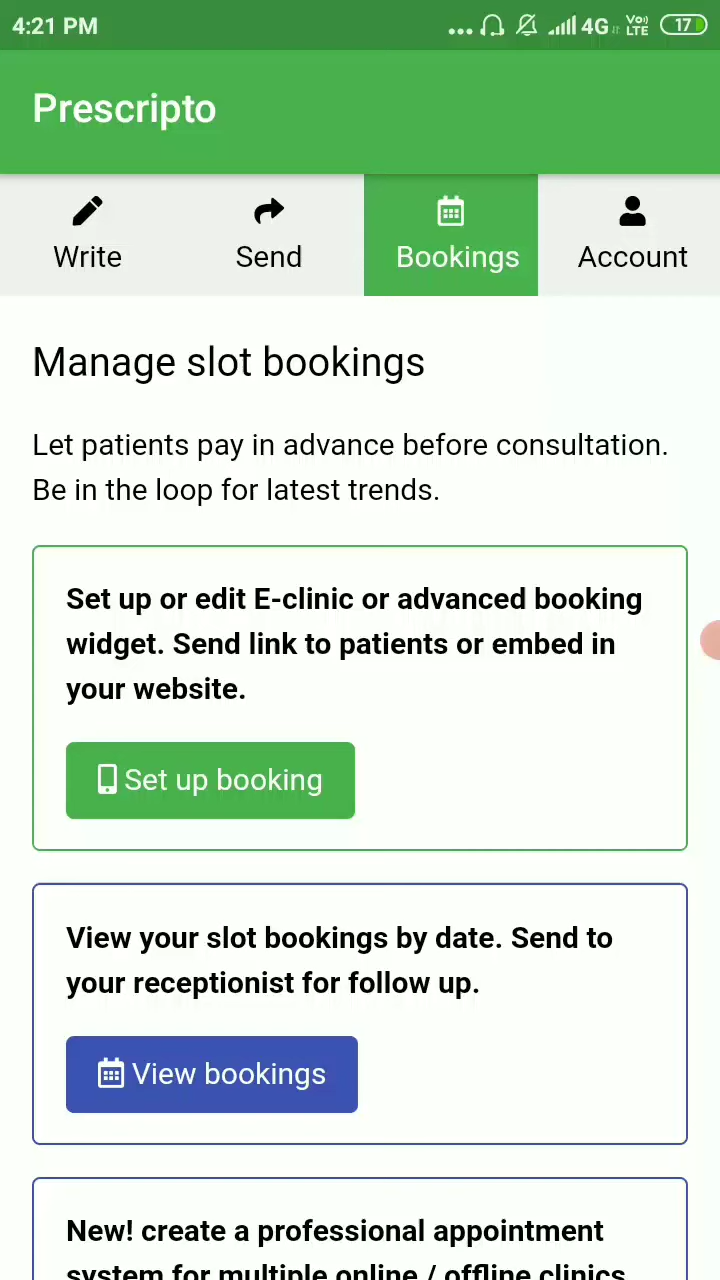 4:21 PM
4G
Vo)) LTE
17
Prescripto
Write
Send
Bookings
Account
Manage slot bookings
Let patients pay in advance before consultation.
Be in the loop for latest trends.
Set up or edit E-clinic or advanced booking
widget. Send link to patients or embed in
your website.
Set up booking
View your slot bookings by date. Send to
your receptionist for follow up.
View bookings
New! create a professional appointment
system for multiple online / offline clinics